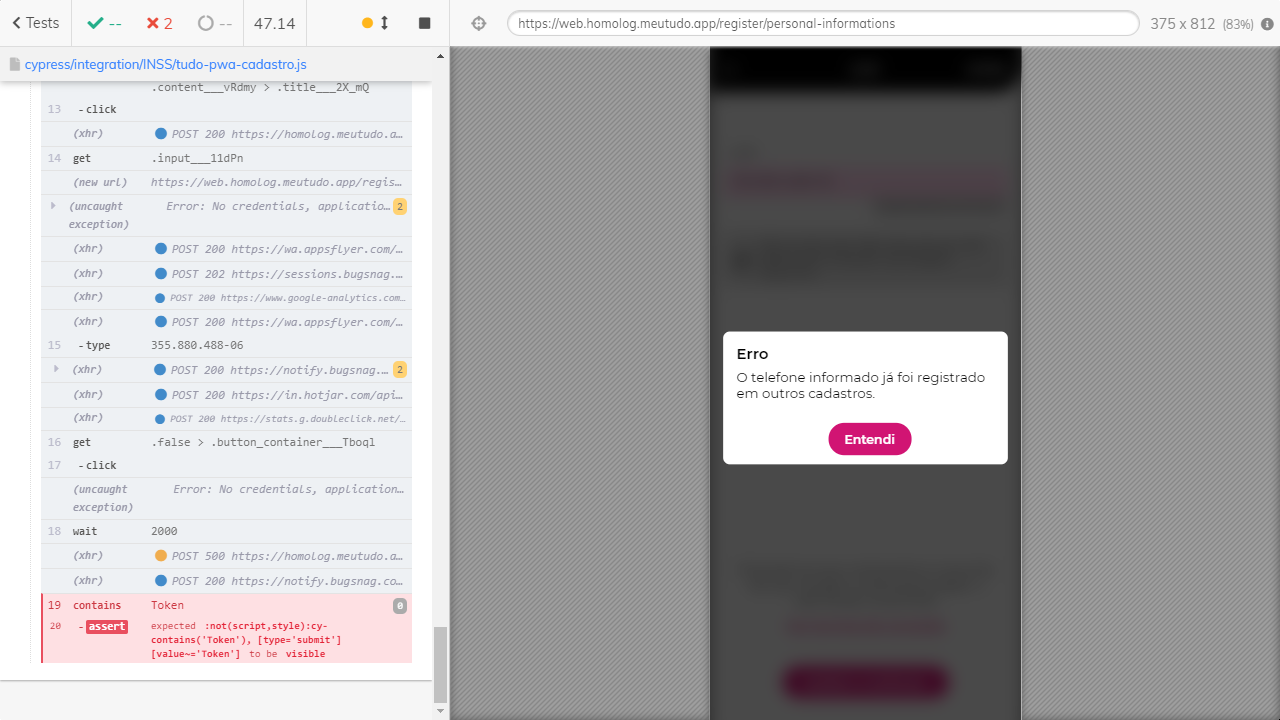 Tests
--
2
--
47.14
https://web.homolog.meutudo.app/register/personal-informations
375 x 812 (83%)
cypress/integration/INSS/tudo-pwa-cadastro.js
.content___vRdmy > .title___2X_mQ
13 - click
(xhr) POST 200 https://homolog.meutudo.a…
14 get .input___11dPn
(new url) https://web.homolog.meutudo.app/regis…
(uncaught exception) Error: No credentials, applicatio… 2
(xhr) POST 200 https://wa.appsflyer.com/…
(xhr) POST 202 https://sessions.bugsnag.…
(xhr) POST 200 https://www.google-analytics.com…
(xhr) POST 200 https://wa.appsflyer.com/…
15 - type 355.880.488-06
(xhr) POST 200 https://notify.bugsnag.… 2
(xhr) POST 200 https://in.hotjar.com/api…
(xhr) POST 200 https://stats.g.doubleclick.net/…
16 get .false > .button_container___Tboql
17 - click
(uncaught exception) Error: No credentials, application…
18 wait 2000
(xhr) POST 500 https://homolog.meutudo.a…
(xhr) POST 200 https://notify.bugsnag.co…
19 contains Token 0
20 - assert expected :not(script,style):cy-
contains('Token'), [type='submit']
[value~='Token'] to be visible
Erro
O telefone informado já foi registrado
em outros cadastros.
Entendi